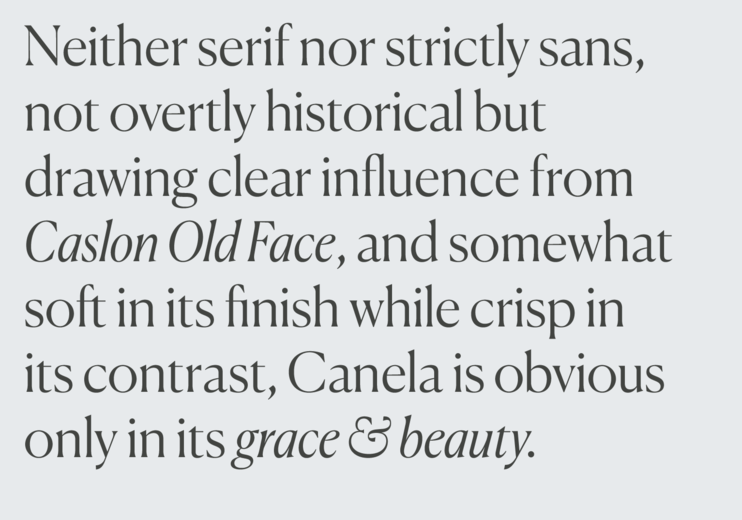 Neither serif nor strictly sans,
not overtly historical but
drawing clear influence from
Caslon Old Face, and somewhat
soft in its finish while crisp in
its contrast, Canela is obvious
only in its grace & beauty.